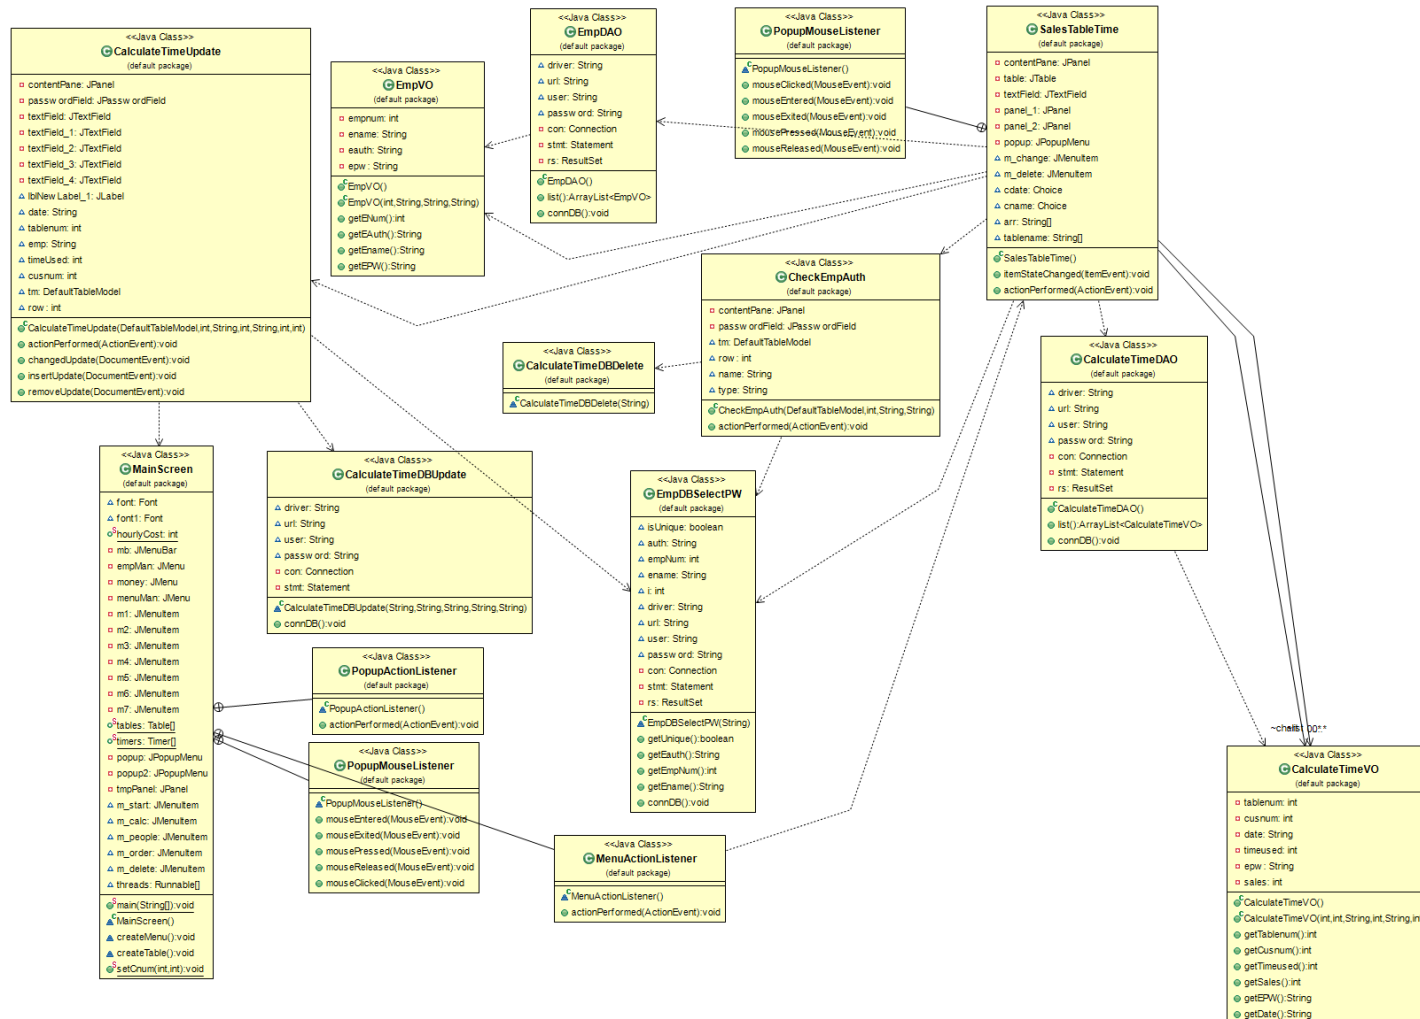 <<Java Class>>
CalculateTimeUpdate
(default package)
contentPane: JPanel
passwordField: JPasswordField
textField: JTextField
textField_1: JTextField
textField_2: JTextField
textField_3: JTextField
textField_4: JTextField
lblNewLabel_1: JLabel
date: String
tablenum: int
emp: String
timeUsed: int
cusnum: int
tm: DefaultTableModel
row: int
CalculateTimeUpdate(DefaultTableModel,int,String,int,String,int,int)
actionPerformed(ActionEvent):void
changedUpdate(DocumentEvent):void
insertUpdate(DocumentEvent):void
removeUpdate(DocumentEvent):void
<<Java Class>>
EmpVO
(default package)
empnum: int
ename: String
eauth: String
epw: String
EmpVO()
EmpVO(int,String,String,String)
getENum():int
getEAuth():String
getEname():String
getEPW():String
<<Java Class>>
EmpDAO
(default package)
driver: String
url: String
user: String
password: String
con: Connection
stmt: Statement
rs: ResultSet
EmpDAO()
list():ArrayList<EmpVO>
connDB():void
<<Java Class>>
PopupMouseListener
(default package)
PopupMouseListener()
mouseClicked(MouseEvent):void
mouseEntered(MouseEvent):void
mouseExited(MouseEvent):void
mousePressed(MouseEvent):void
mouseReleased(MouseEvent):void
<<Java Class>>
SalesTableTime
(default package)
contentPane: JPanel
table: JTable
textField: JTextField
panel_1: JPanel
panel_2: JPanel
popup: JPopupMenu
m_change: JMenuItem
m_delete: JMenuItem
cdate: Choice
cname: Choice
arr: String[]
tablename: String[]
SalesTableTime()
itemStateChanged(ItemEvent):void
actionPerformed(ActionEvent):void
<<Java Class>>
CheckEmpAuth
(default package)
contentPane: JPanel
passwordField: JPasswordField
tm: DefaultTableModel
row: int
name: String
type: String
CheckEmpAuth(DefaultTableModel,int,String,String)
actionPerformed(ActionEvent):void
<<Java Class>>
CalculateTimeDBDelete
(default package)
CalculateTimeDBDelete(String)
<<Java Class>>
CalculateTimeDAO
(default package)
driver: String
url: String
user: String
password: String
con: Connection
stmt: Statement
rs: ResultSet
CalculateTimeDAO()
list():ArrayList<CalculateTimeVO>
connDB():void
<<Java Class>>
MainScreen
(default package)
font: Font
font1: Font
hourlyCost: int
mb: JMenuBar
empMan: JMenu
money: JMenu
menuMan: JMenu
m1: JMenuItem
m2: JMenuItem
m3: JMenuItem
m4: JMenuItem
m5: JMenuItem
m6: JMenuItem
m7: JMenuItem
tables: Table[]
timers: Timer[]
popup: JPopupMenu
popup2: JPopupMenu
tmpPanel: JPanel
m_start: JMenuItem
m_calc: JMenuItem
m_people: JMenuItem
m_order: JMenuItem
m_delete: JMenuItem
threads: Runnable[]
main(String[]):void
MainScreen()
createMenu():void
createTable():void
setCnum(int,int):void
<<Java Class>>
CalculateTimeDBUpdate
(default package)
driver: String
url: String
user: String
password: String
con: Connection
stmt: Statement
CalculateTimeDBUpdate(String,String,String,String,String)
connDB():void
<<Java Class>>
EmpDBSelectPW
(default package)
isUnique: boolean
auth: String
empNum: int
ename: String
i: int
driver: String
url: String
user: String
password: String
con: Connection
stmt: Statement
rs: ResultSet
EmpDBSelectPW(String)
getUnique():boolean
getEauth():String
getEmpNum():int
getEname():String
connDB():void
<<Java Class>>
PopupActionListener
(default package)
PopupActionListener()
actionPerformed(ActionEvent):void
<<Java Class>>
PopupMouseListener
(default package)
PopupMouseListener()
mouseEntered(MouseEvent):void
mouseExited(MouseEvent):void
mousePressed(MouseEvent):void
mouseReleased(MouseEvent):void
mouseClicked(MouseEvent):void
<<Java Class>>
MenuActionListener
(default package)
MenuActionListener()
actionPerformed(ActionEvent):void
<<Java Class>>
CalculateTimeVO
(default package)
tablenum: int
cusnum: int
date: String
timeused: int
epw: String
sales: int
CalculateTimeVO()
CalculateTimeVO(int,int,String,int,String,int
getTablenum():int
getCusnum():int
getTimeused():int
getSales():int
getEPW():String
getDate():String